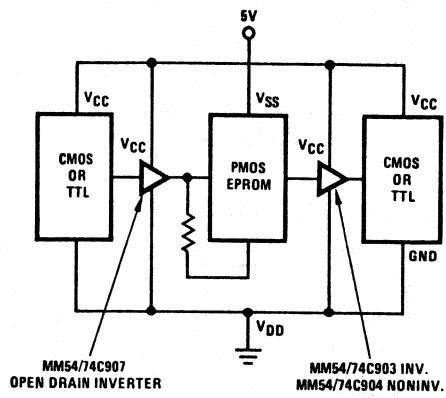 5V
VCC
VSS
VCC
VCC
VCC
CMOS
OR
TTL
PMOS
EPROM
CMOS
OR
TTL
GND
VDD
MM54/74C907
OPEN DRAIN INVERTER
MM54/74C903 INV.
MM54/74C904 NONINV.